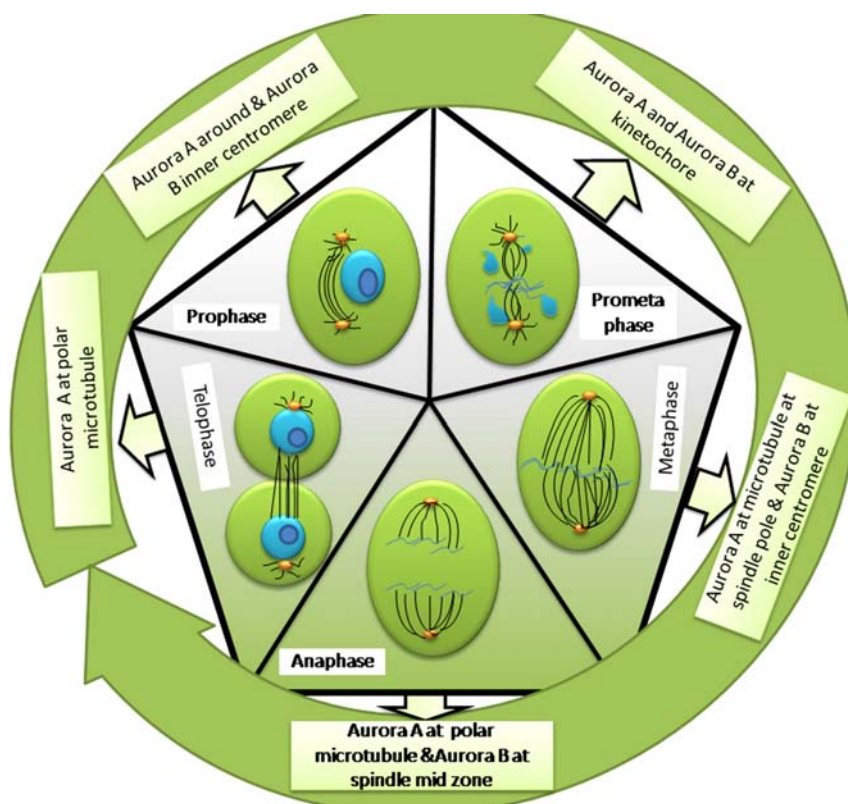 Aurora A around & Aurora
B inner centromere
Aurora A and Aurora B at
kinetochore
Prophase
Prometa
phase
Aurora A at polar
microtubule
Telophase
Metaphase
Aurora A at microtubule at
spindle pole & Aurora B at
inner centromere
Anaphase
Aurora A at polar
microtubule &Aurora B at
spindle mid zone